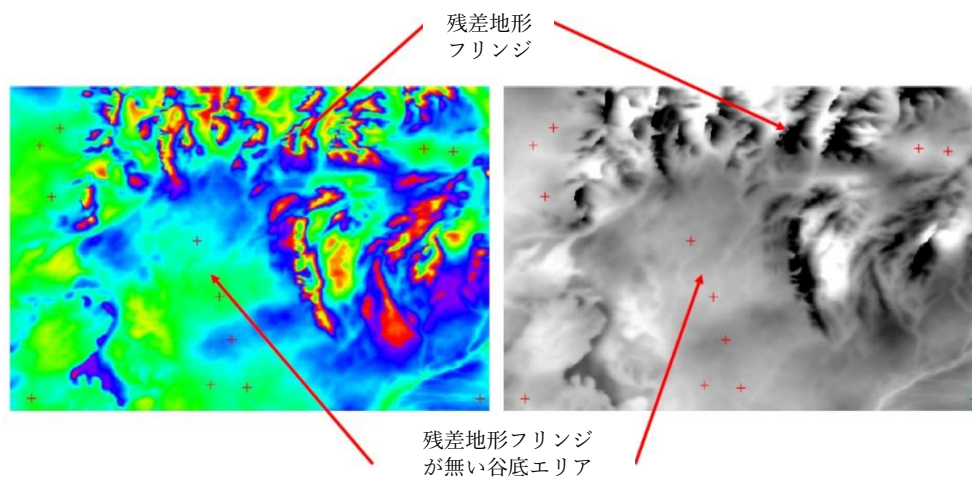 残差地形
フリンジ
残差地形フリンジ
が無い谷底エリア